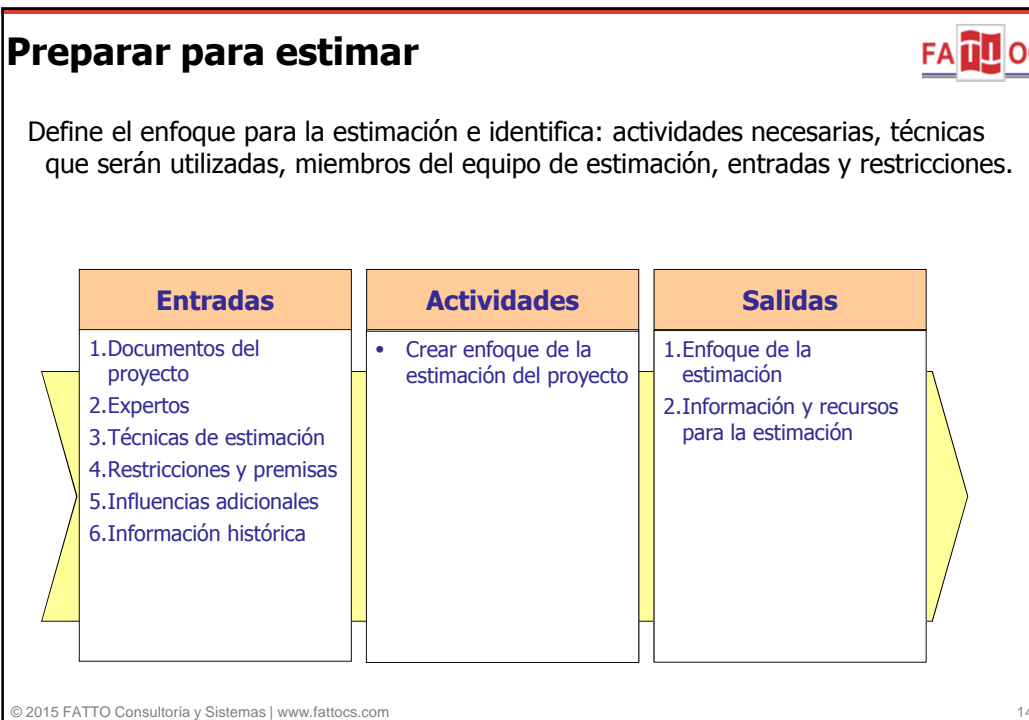 Preparar para estimar
FATTO
Define el enfoque para la estimación e identifica: actividades necesarias, técnicas
que serán utilizadas, miembros del equipo de estimación, entradas y restricciones.
Entradas
1.Documentos del
proyecto
2.Expertos
3.Técnicas de estimación
4.Restricciones y premisas
5.Influencias adicionales
6.Información histórica
Actividades
• Crear enfoque de la
estimación del proyecto
Salidas
1.Enfoque de la
estimación
2.Información y recursos
para la estimación
© 2015 FATTO Consultoría y Sistemas | www.fattocs.com
14